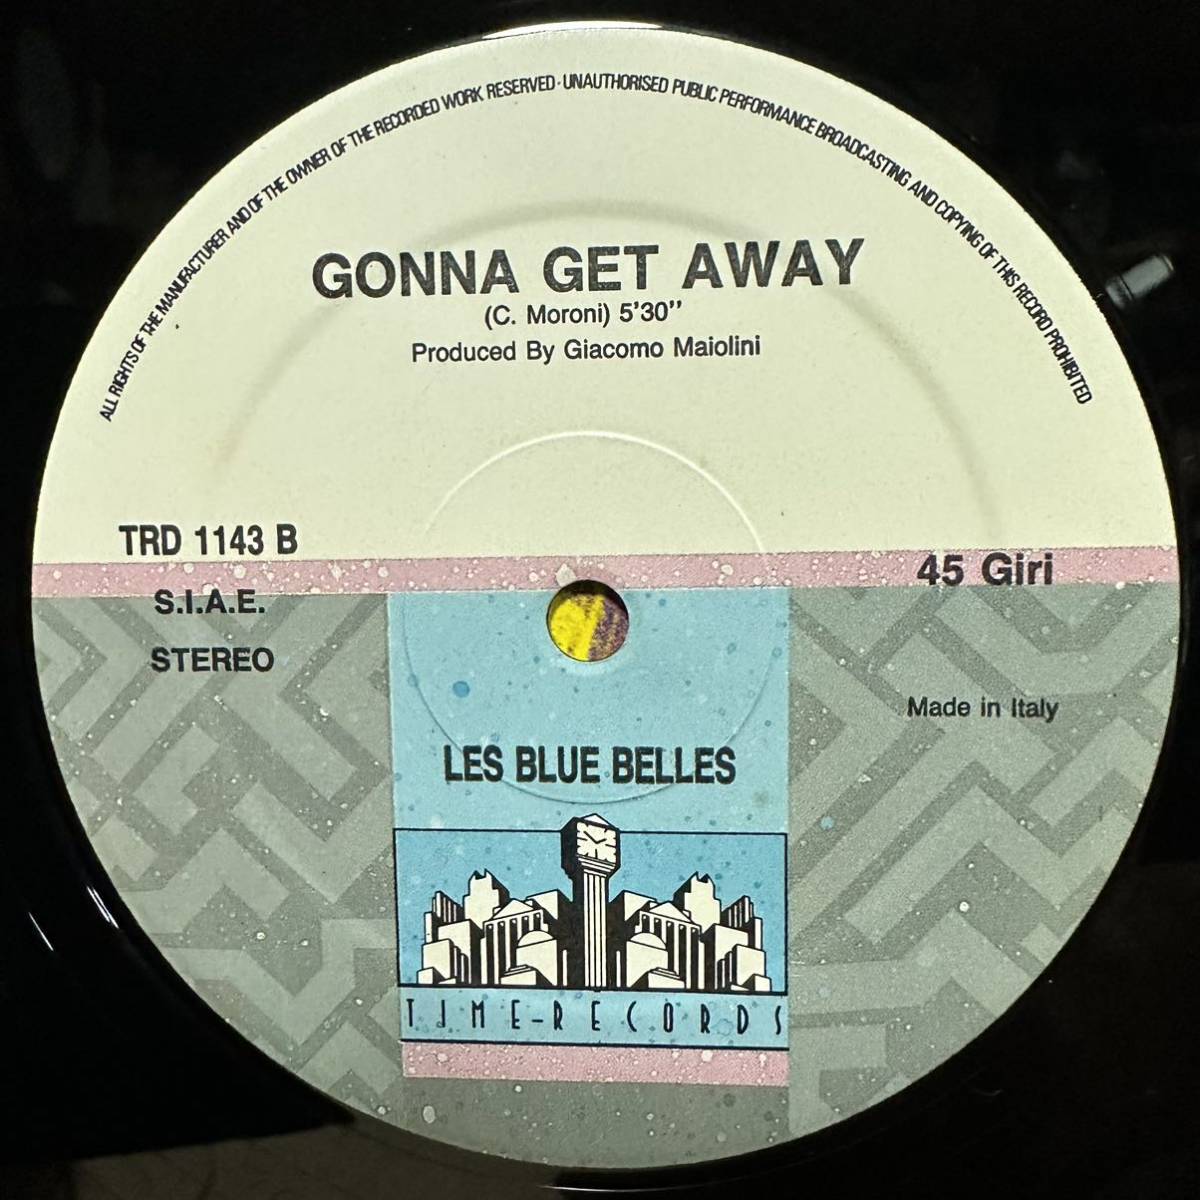 ALL RIGHTS OF THE MANUFACTURER AND OF THE OWNER OF THE RECORDED WORK RESERVED · UNAUTHORISED PUBLIC PERFORMANCE BROADCASTING AND COPYING OF THIS RECORD PROHIBITED
GONNA GET AWAY
(C. Moroni) 5'30"
Produced By Giacomo Maiolini
TRD 1143 B
45 Giri
S.I.A.E.
STEREO
Made in Italy
LES BLUE BELLES
TIME-RECORDS